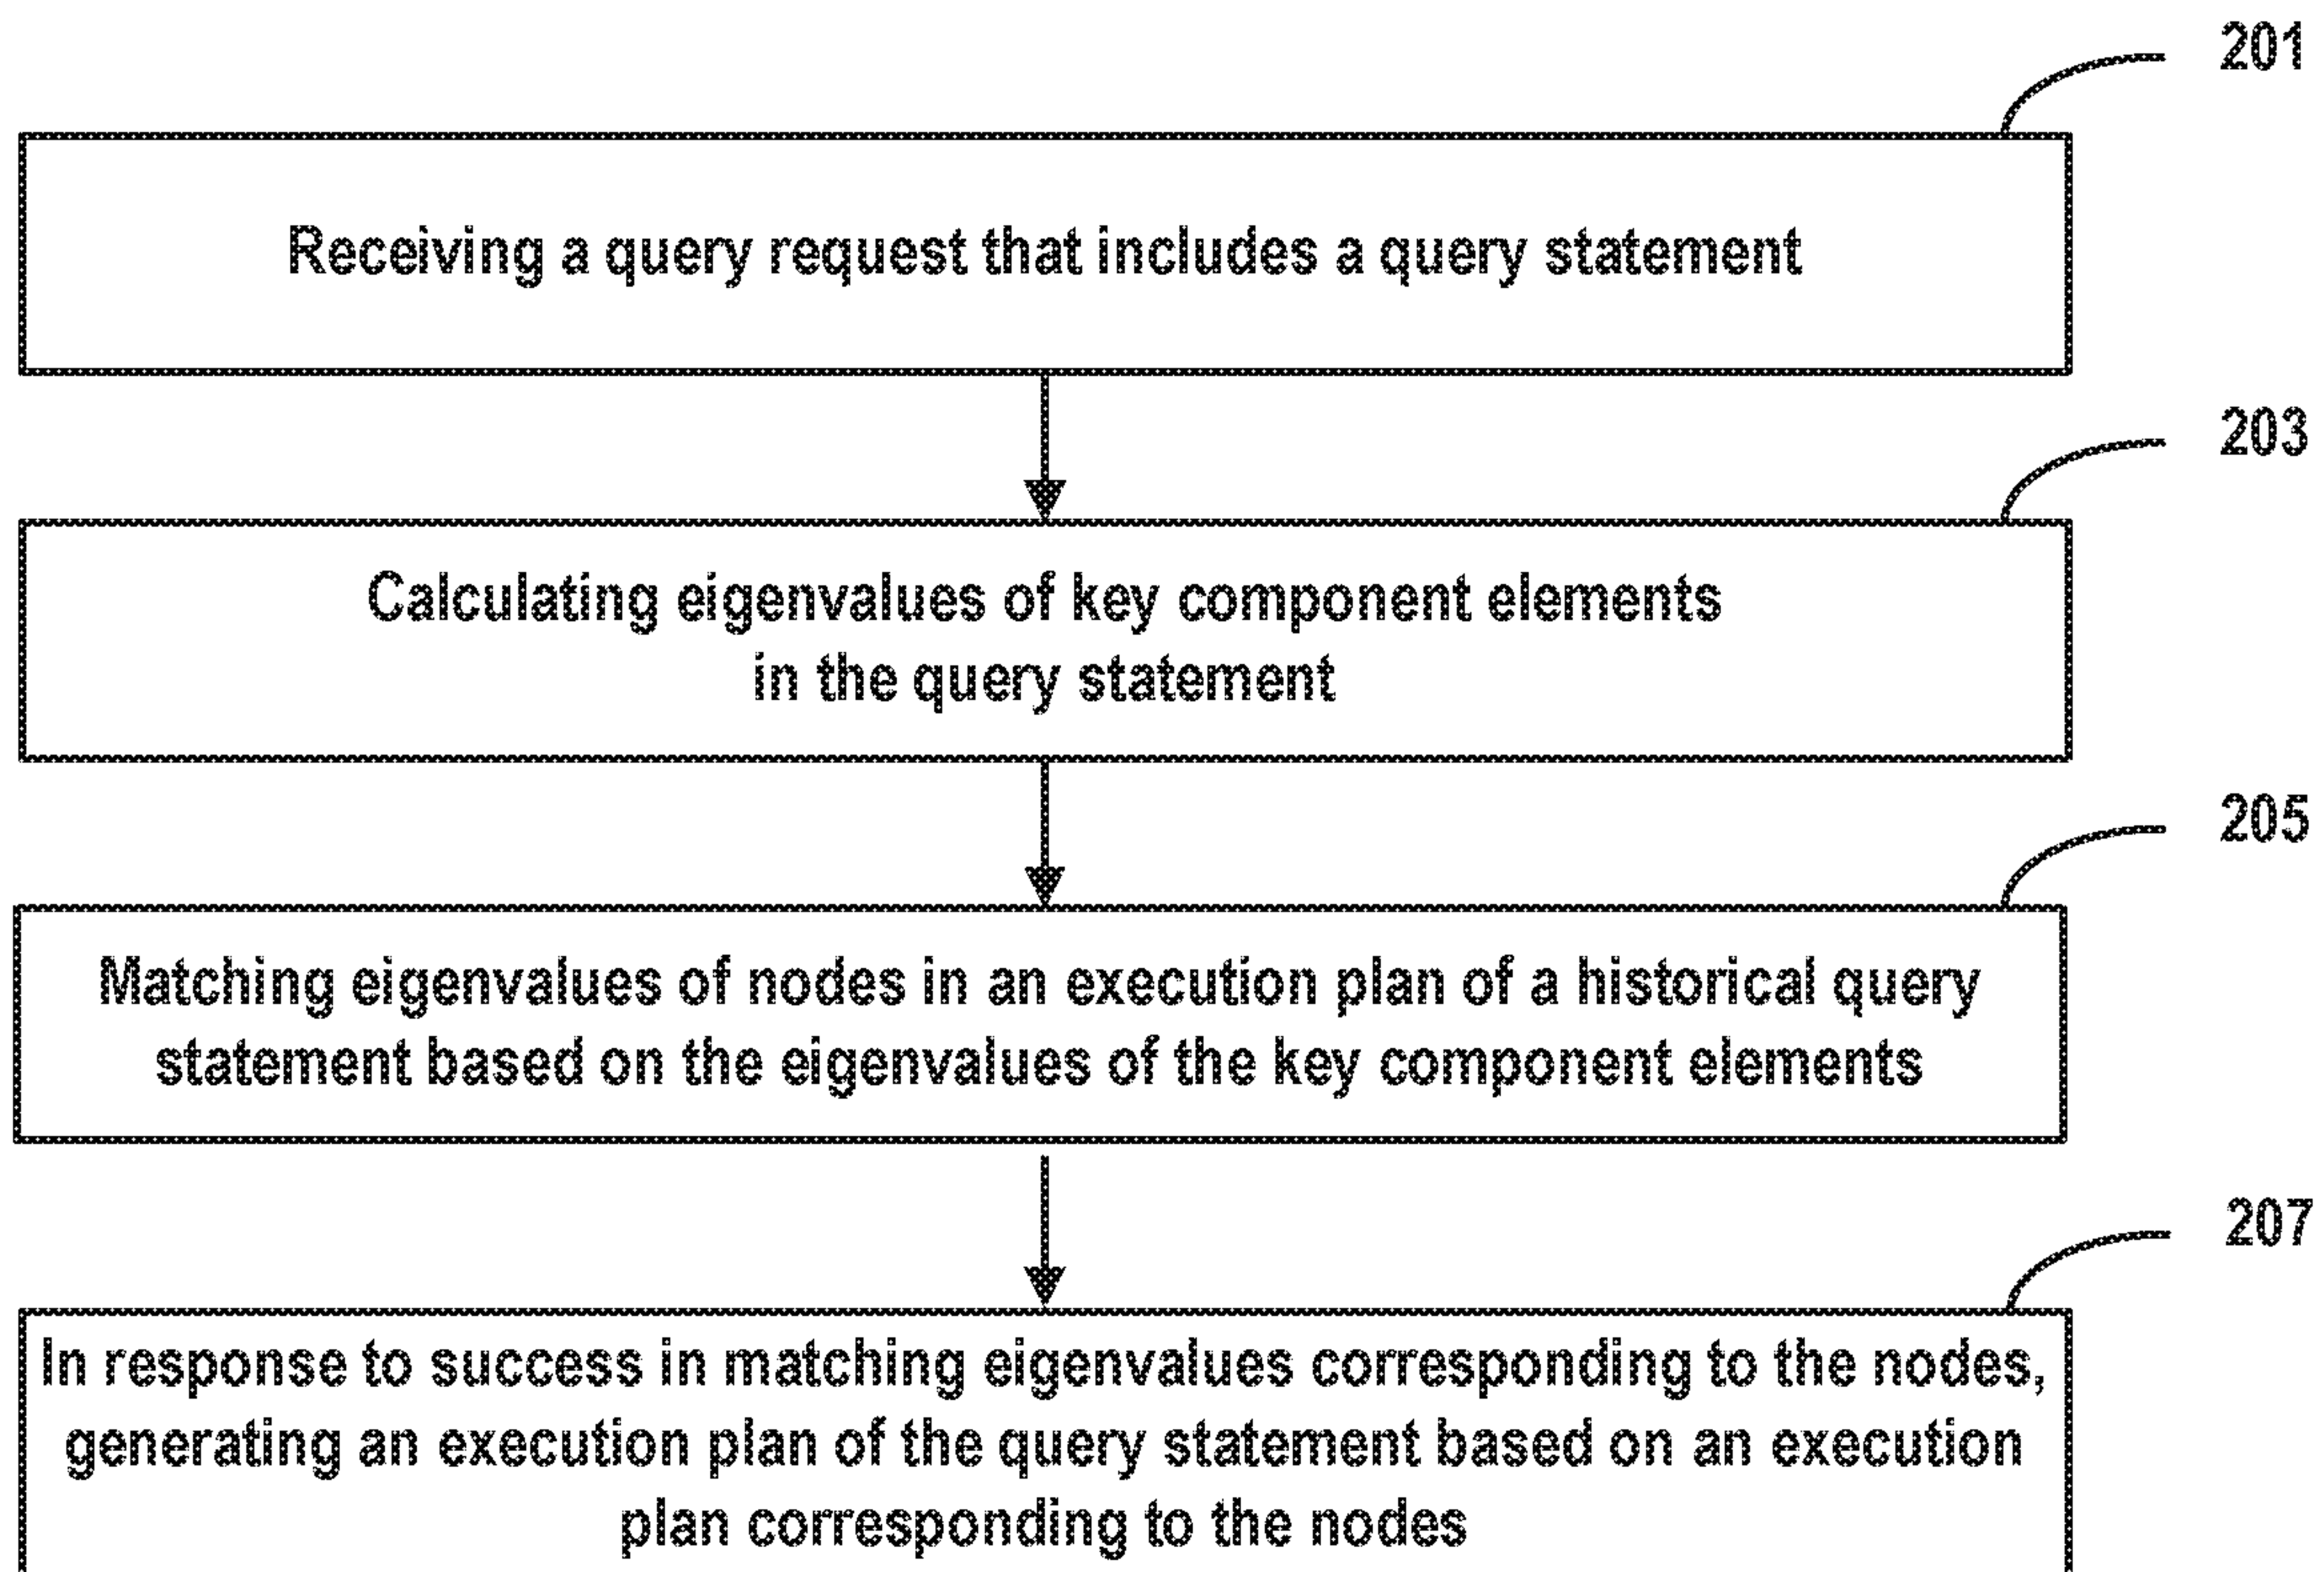 201
Receiving a query request that includes a query statement
203
Calculating eigenvalues of key component elements
in the query statement
205
Matching eigenvalues of nodes in an execution plan of a historical query
statement based on the eigenvalues of the key component elements
207
In response to success in matching eigenvalues corresponding to the nodes,
generating an execution plan of the query statement based on an execution
plan corresponding to the nodes